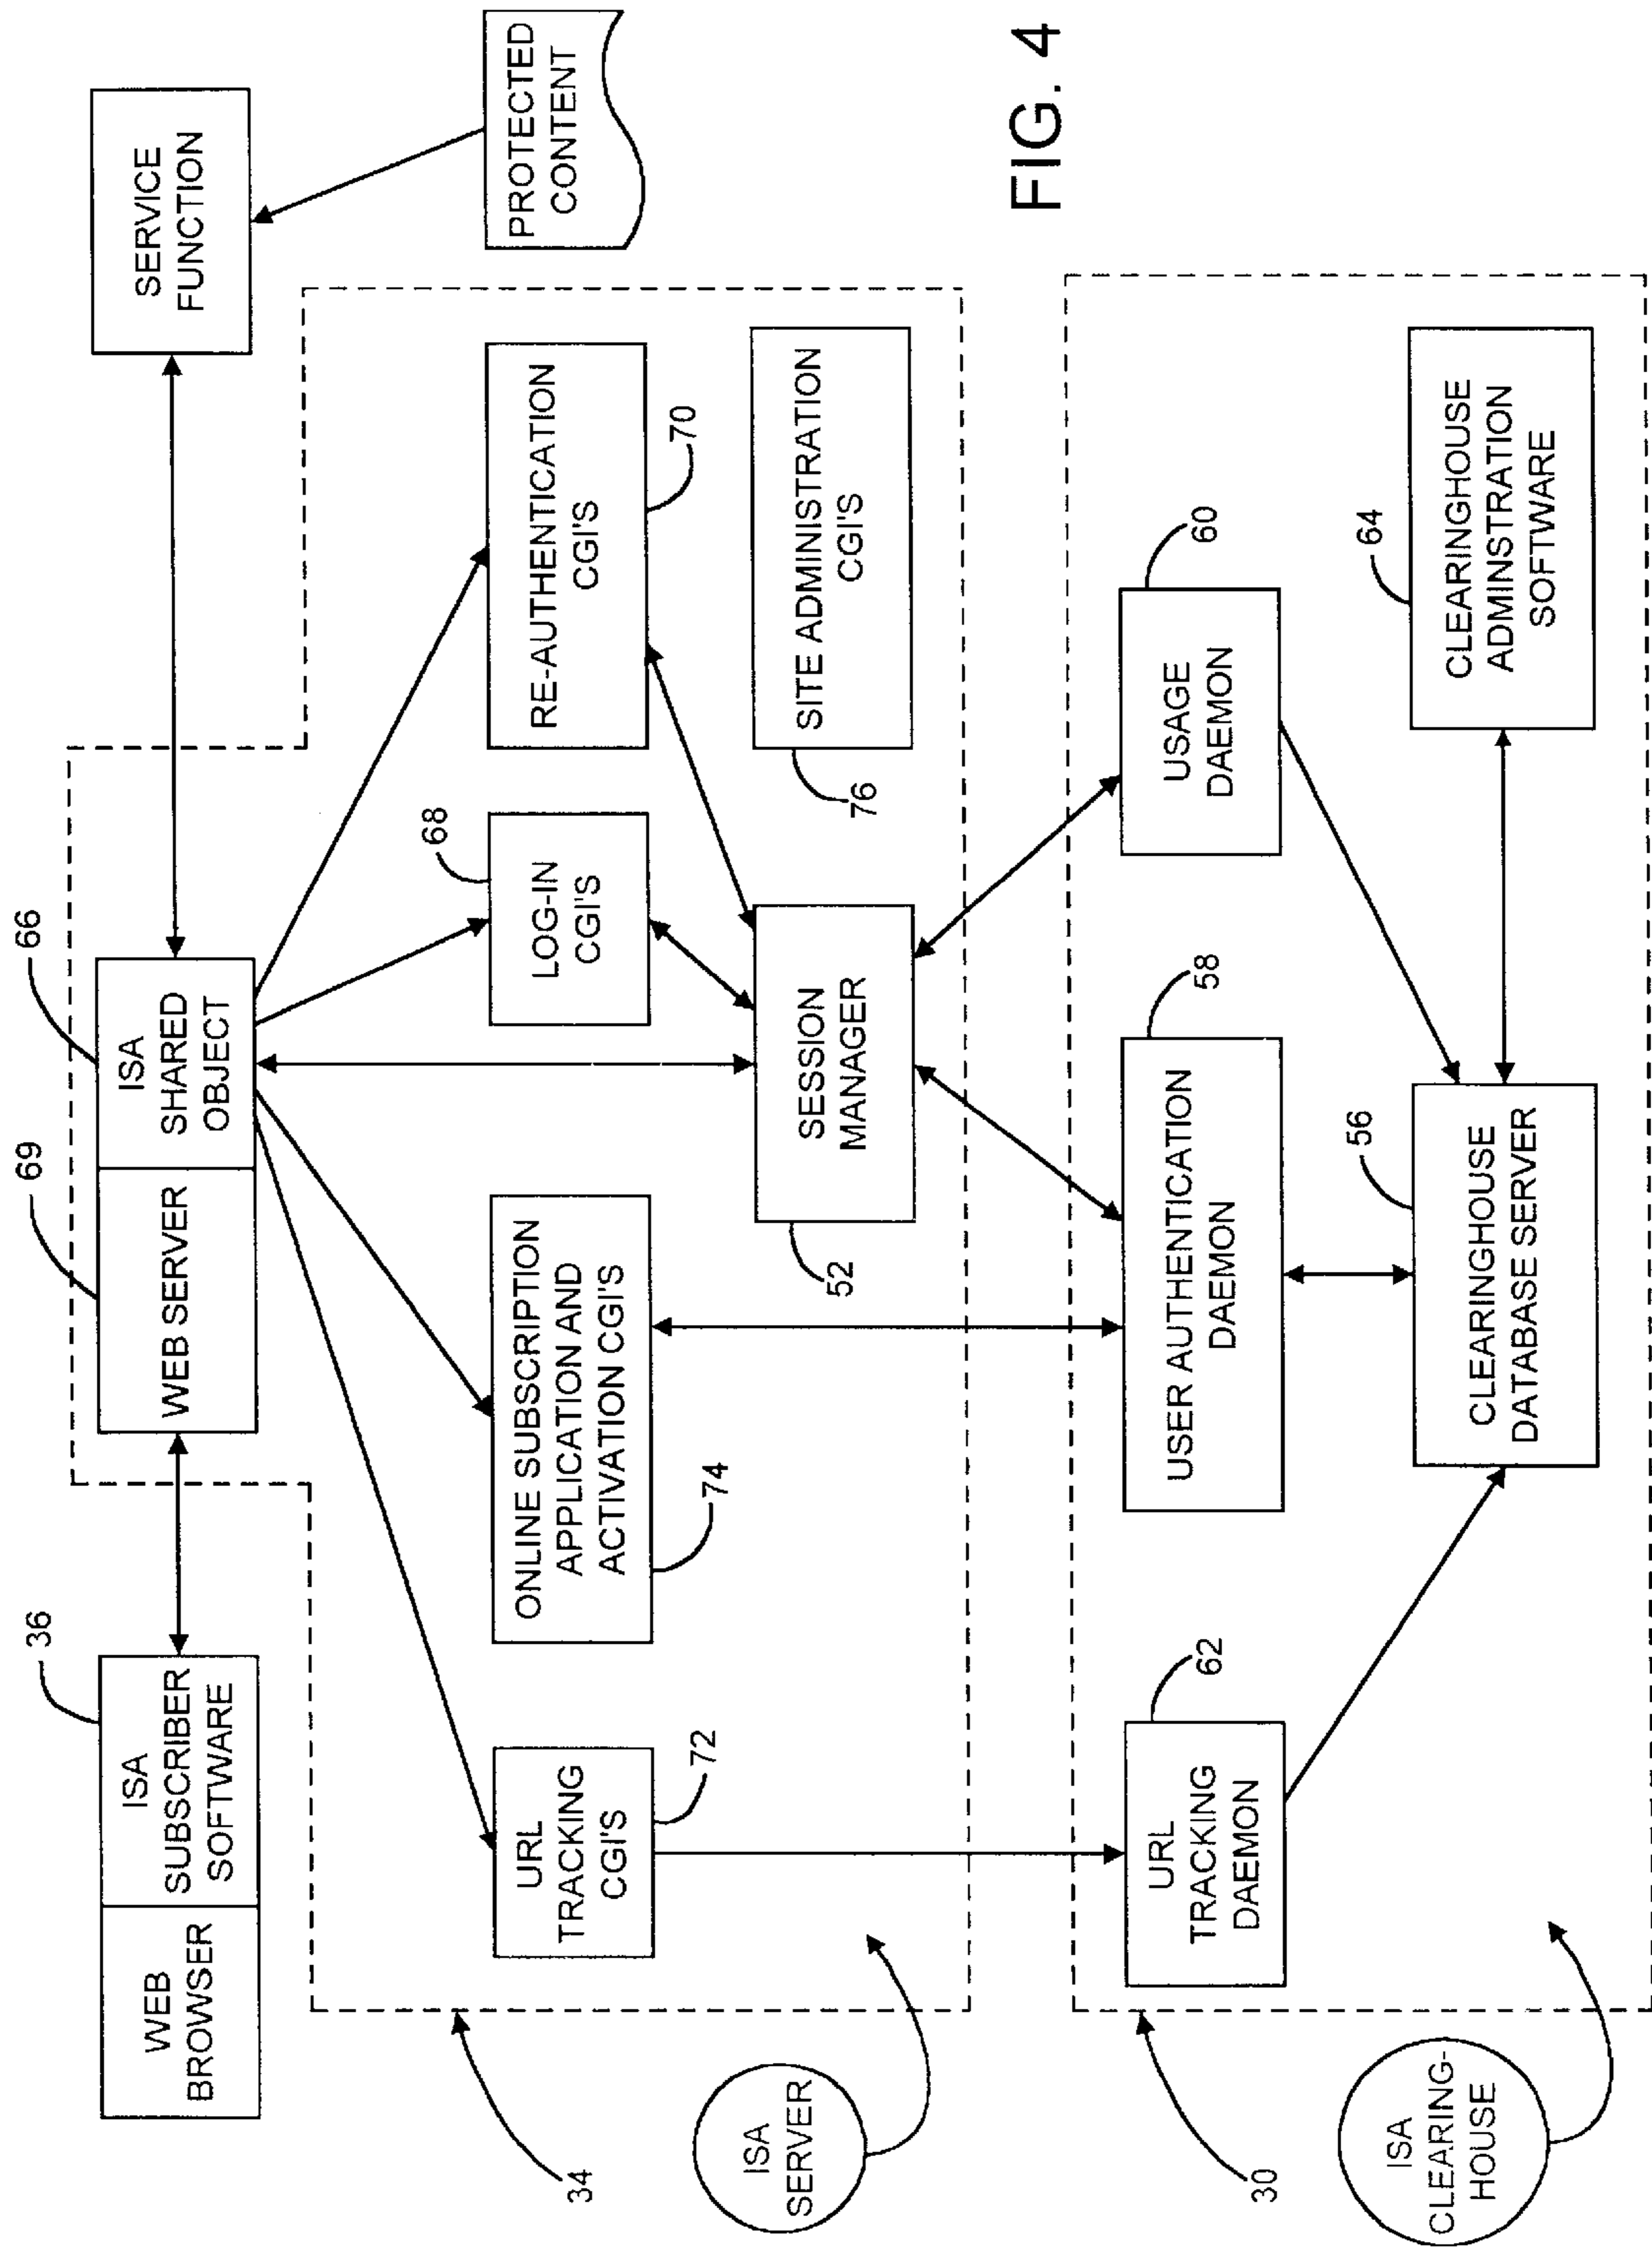 36
WEB
BROWSER
ISA
SUBSCRIBER
SOFTWARE
69
66
WEB SERVER
ISA
SHARED
OBJECT
SERVICE
FUNCTION
PROTECTED
CONTENT
34
URL
TRACKING
CGI'S
72
ONLINE SUBSCRIPTION
APPLICATION AND
ACTIVATION CGI'S
74
LOG-IN
CGI'S
68
RE-AUTHENTICATION
CGI'S
70
ISA
SERVER
SESSION
MANAGER
52
SITE ADMINISTRATION
CGI'S
76
FIG. 4
30
URL
TRACKING
DAEMON
62
USER AUTHENTICATION
DAEMON
58
USAGE
DAEMON
60
ISA
CLEARING-
HOUSE
CLEARINGHOUSE
DATABASE SERVER
56
CLEARINGHOUSE
ADMINSTRATION
SOFTWARE
64